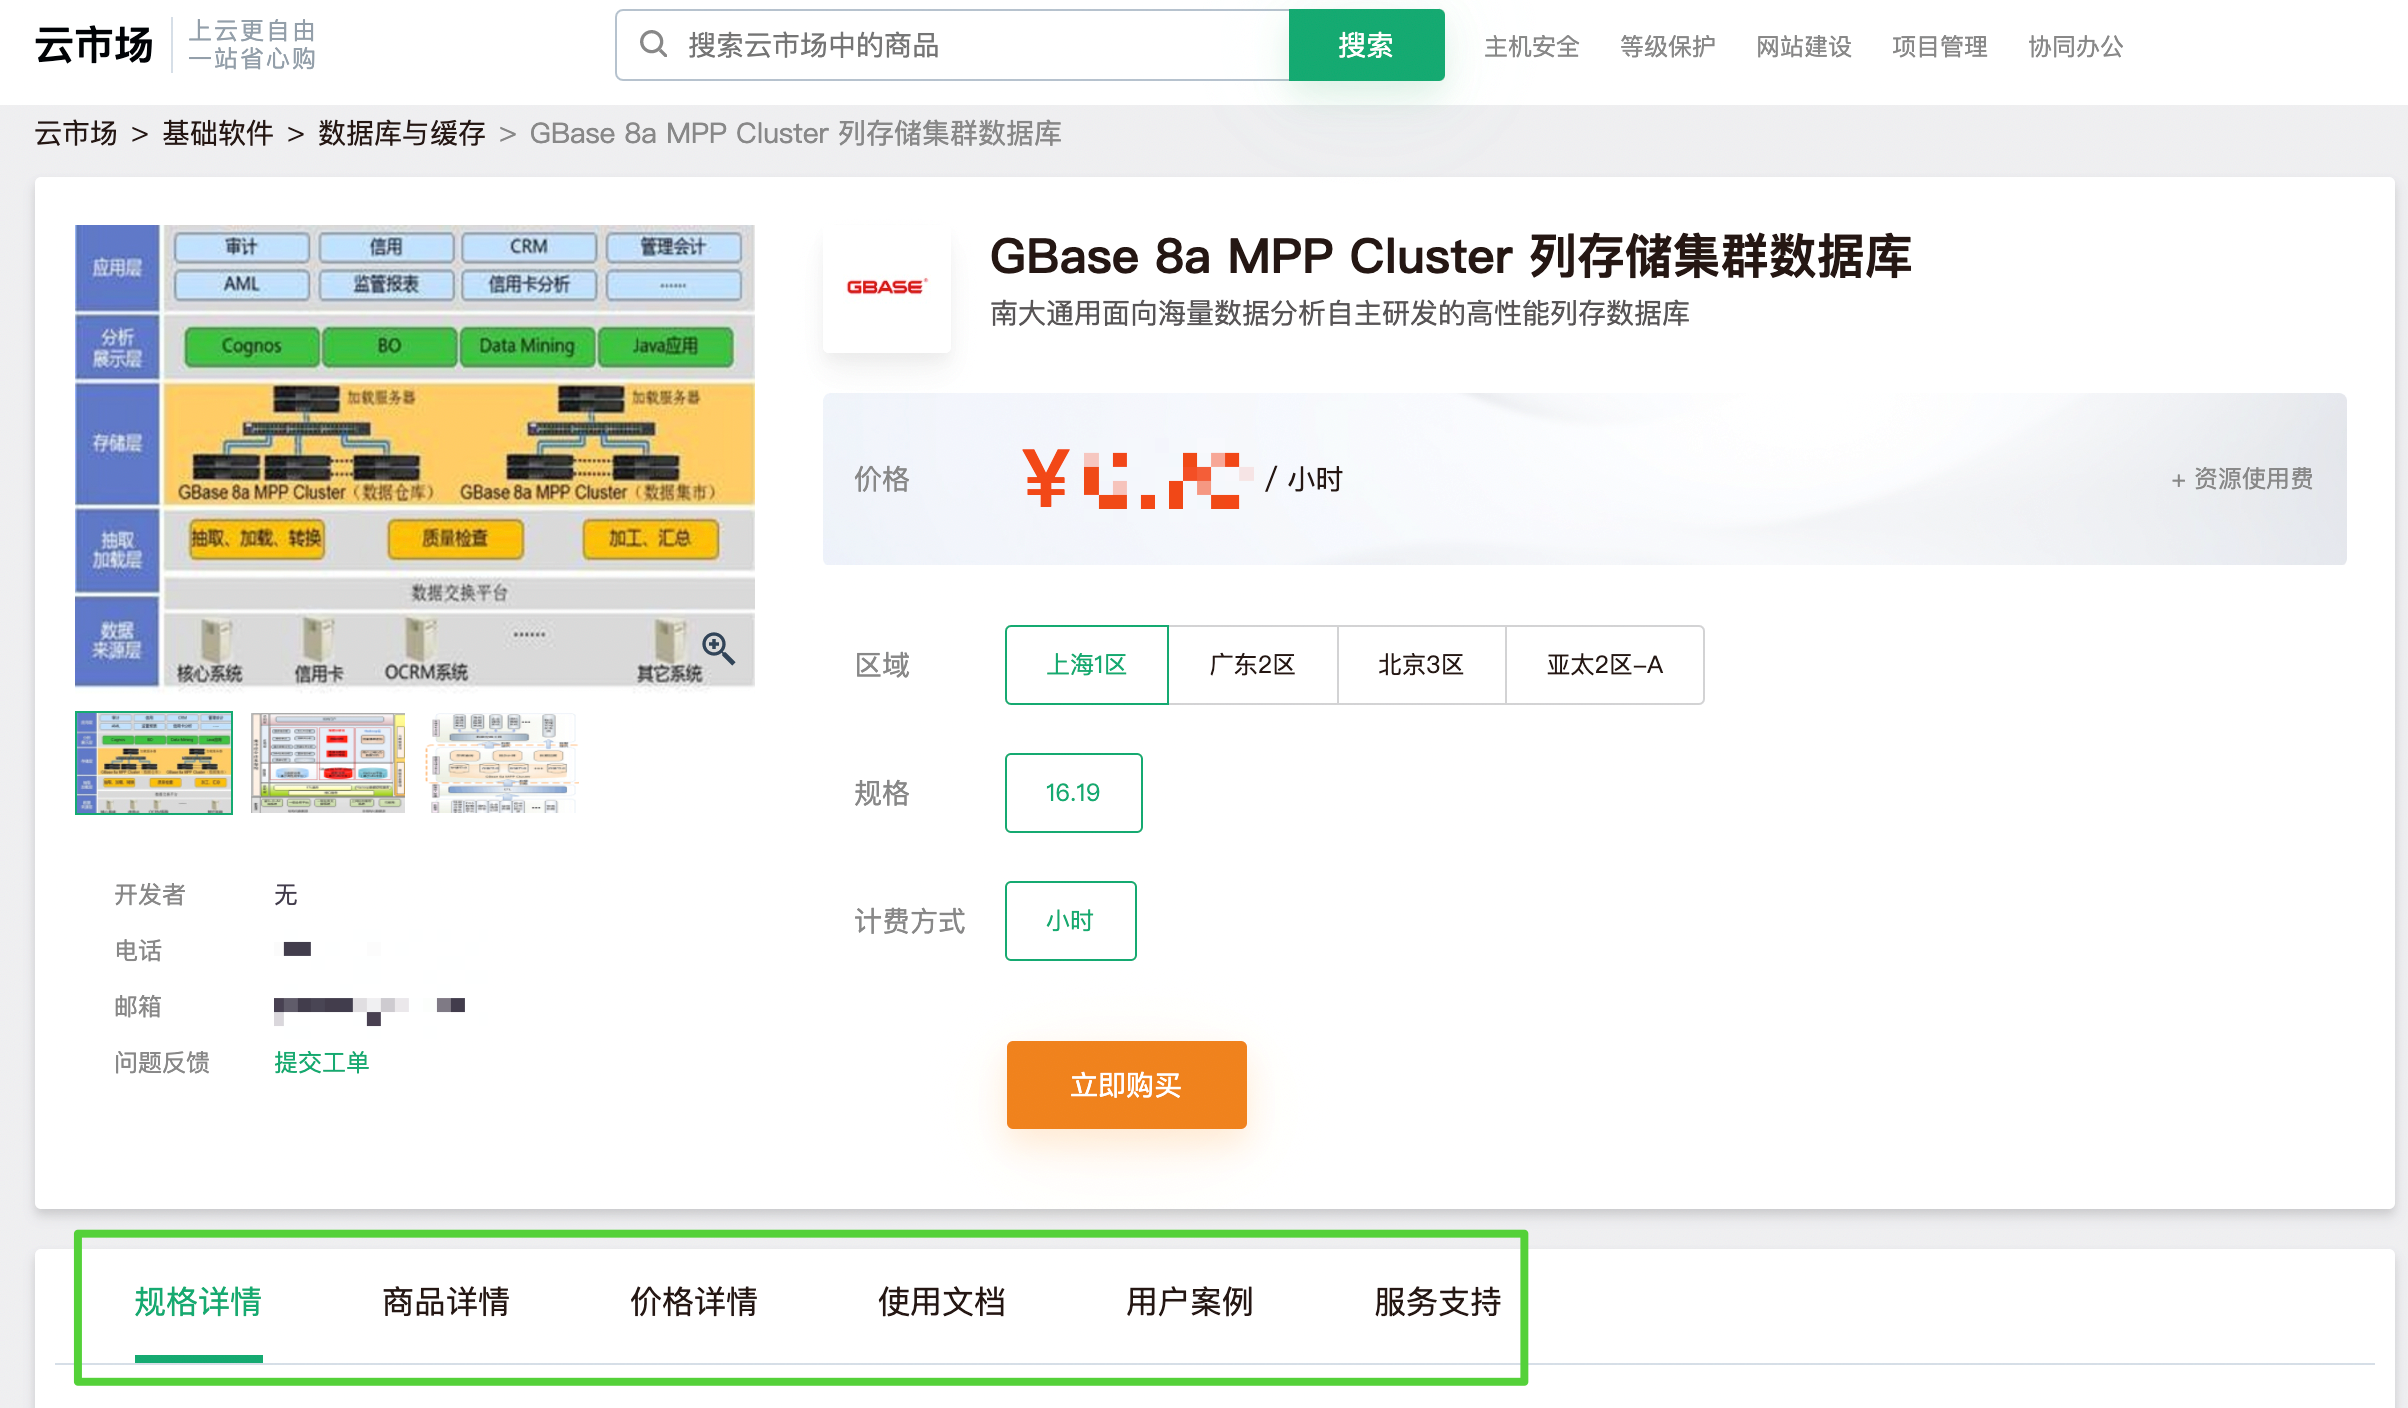 云市场
上云更自由
一站省心购
搜索云市场中的商品
搜索
主机安全
等级保护
网站建设
项目管理
协同办公
云市场 > 基础软件 > 数据库与缓存 > GBase 8a MPP Cluster 列存储集群数据库
应用层
审计
信用
CRM
管理会计
AML
监管报表
信用卡分析
......
分析
展示层
Cognos
BO
Data Mining
Java应用
存储层
加载服务器
加载服务器
GBase 8a MPP Cluster（数据仓库）
GBase 8a MPP Cluster（数据集市）
抽取
加载层
抽取、加载、转换
质量检查
加工、汇总
数据交换平台
数据
来源层
核心系统
信用卡
OCRM系统
......
其它系统
GBASE
GBase 8a MPP Cluster 列存储集群数据库
南大通用面向海量数据分析自主研发的高性能列存数据库
价格
¥
/ 小时
+ 资源使用费
区域
上海1区
广东2区
北京3区
亚太2区-A
规格
16.19
计费方式
小时
立即购买
开发者
无
电话
邮箱
问题反馈
提交工单
规格详情
商品详情
价格详情
使用文档
用户案例
服务支持